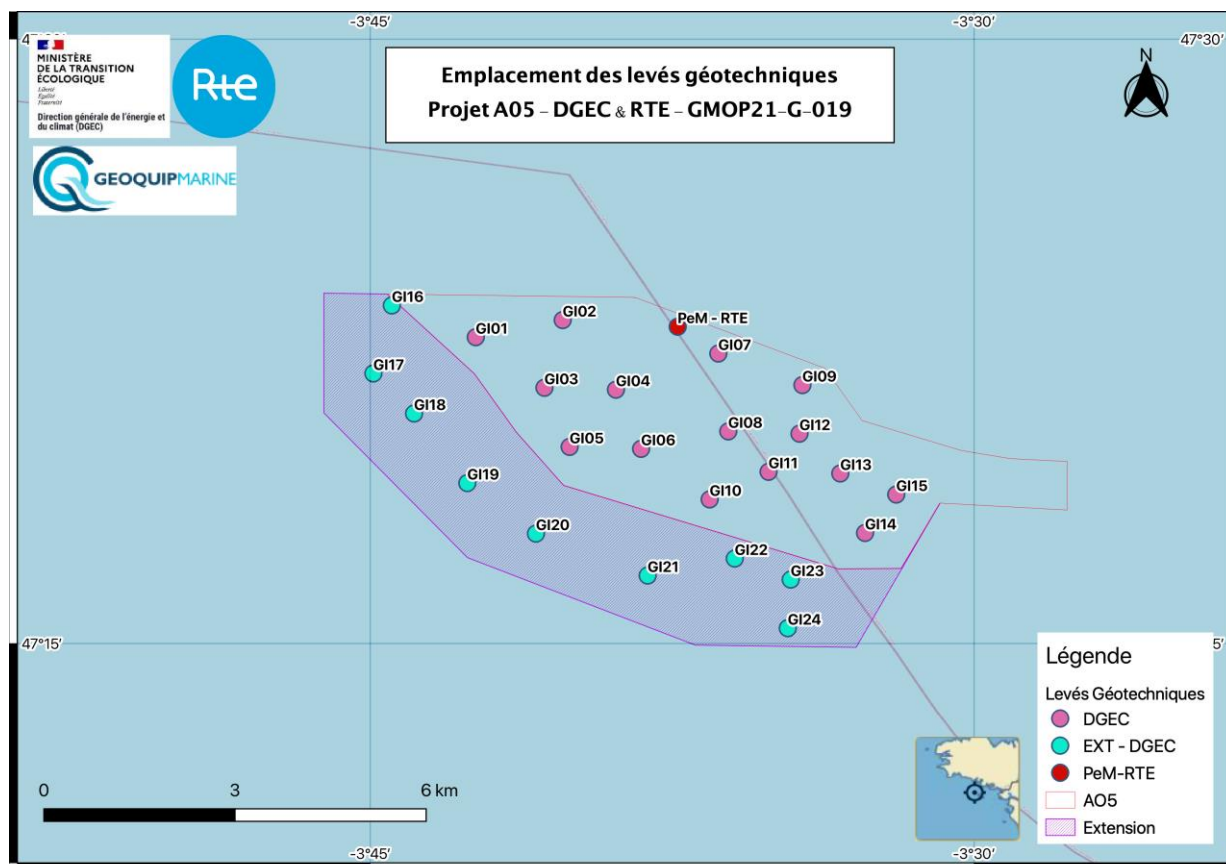 -3°45'
-3°30'
47°30'
MINISTÈRE
DE LA TRANSITION
ÉCOLOGIQUE
Liberté
Égalité
Fraternité
Direction générale de l'énergie et
du climat (DGEC)
Rte
GEOQUIPMARINE
Emplacement des levés géotechniques
Projet A05 – DGEC & RTE – GMOP21-G-019
N
GI16
GI02
GI01
PeM - RTE
GI07
GI17
GI03
GI04
GI09
GI18
GI05
GI06
GI08
GI12
GI19
GI11
GI13
GI10
GI15
GI20
GI14
GI22
GI21
GI23
GI24
47°15'
0
3
6 km
Légende
Levés Géotechniques
DGEC
EXT - DGEC
PeM-RTE
AO5
Extension
-3°45'
-3°30'